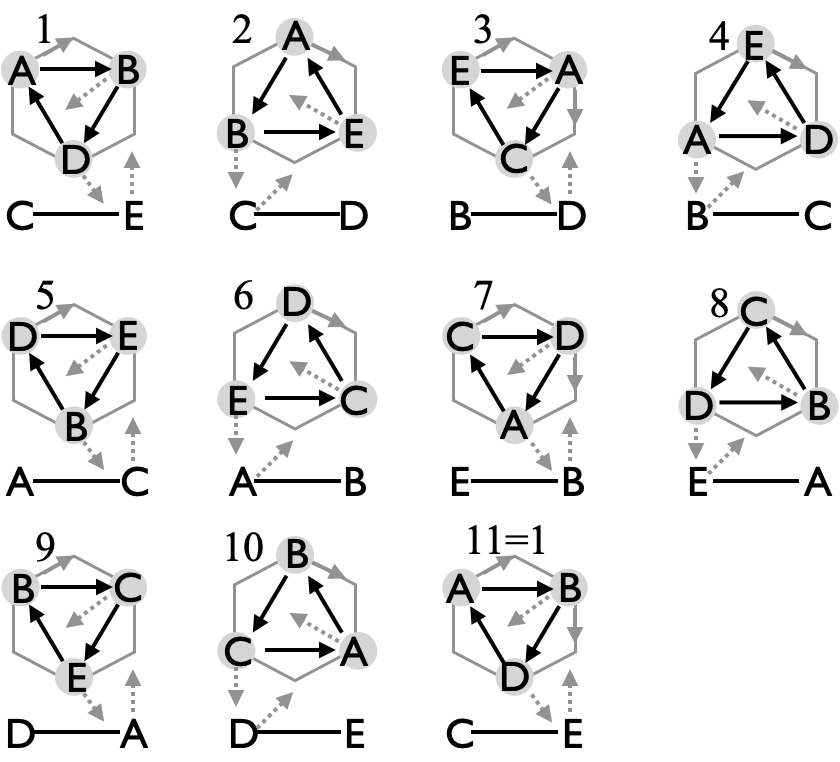 1 2 3 4
A B A E A E
D B E C A D
C E C D B D B C
5 6 7 8
D E D C D C
B E C A D B
A C A B E B E A
9 10 11=1
B C B A B
E C A D
D A D E C E